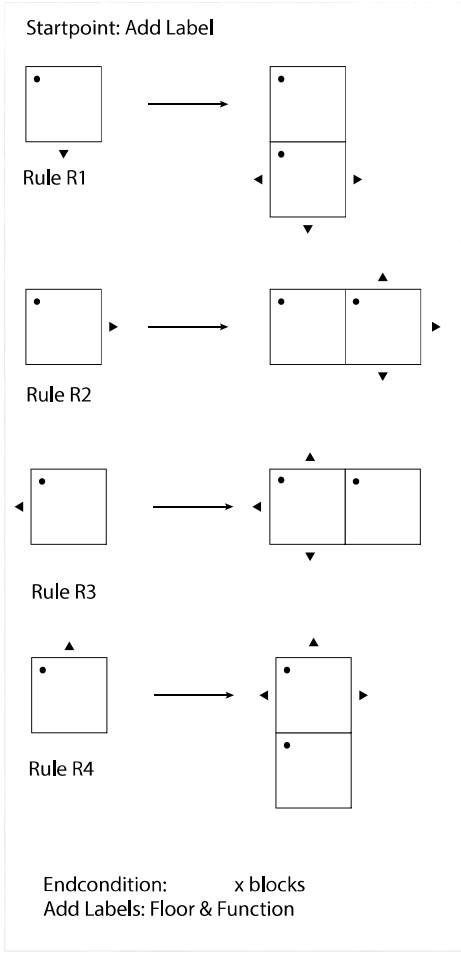 Startpoint: Add Label
Rule R1
Rule R2
Rule R3
Rule R4
Endcondition: x blocks
Add Labels: Floor & Function